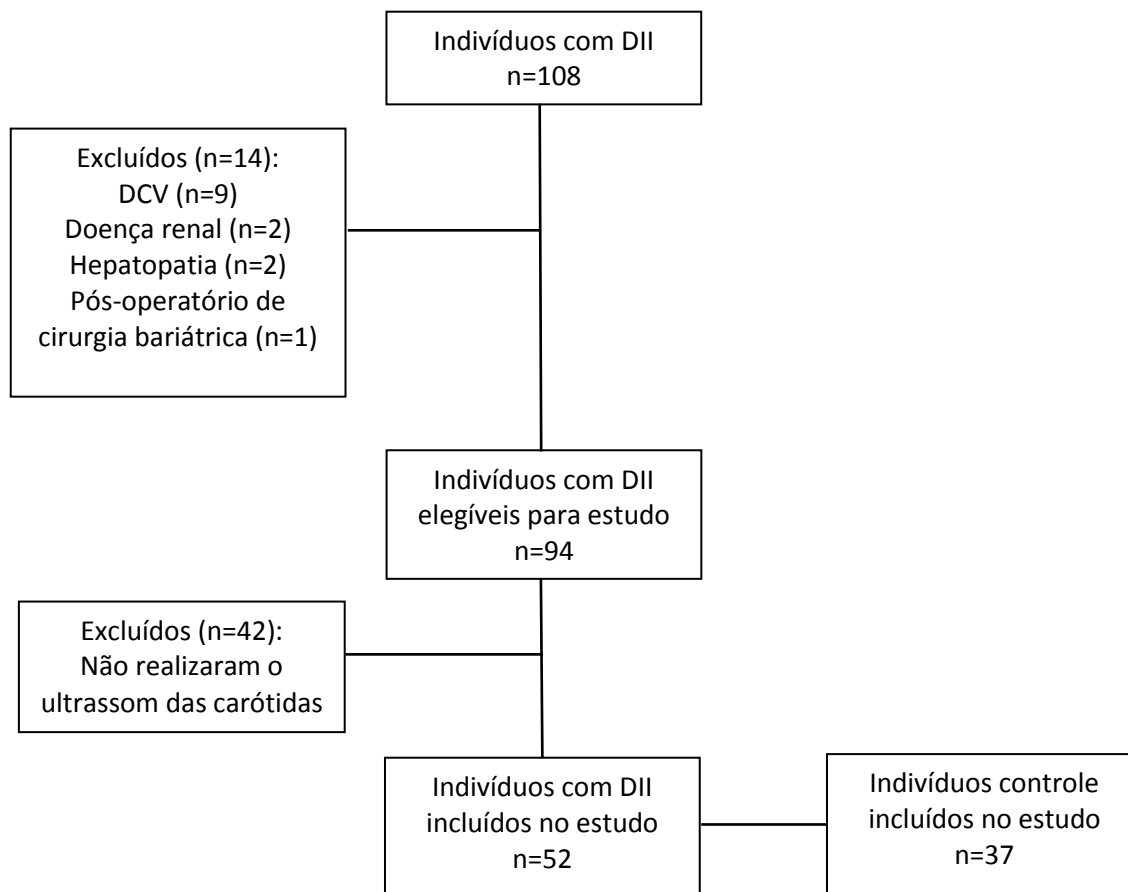 Indivíduos com DII
n=108
Excluídos (n=14):
DCV (n=9)
Doença renal (n=2)
Hepatopatia (n=2)
Pós-operatório de
cirurgia bariátrica (n=1)
Indivíduos com DII
elegíveis para estudo
n=94
Excluídos (n=42):
Não realizaram o
ultrassom das carótidas
Indivíduos com DII
incluídos no estudo
n=52
Indivíduos controle
incluídos no estudo
n=37